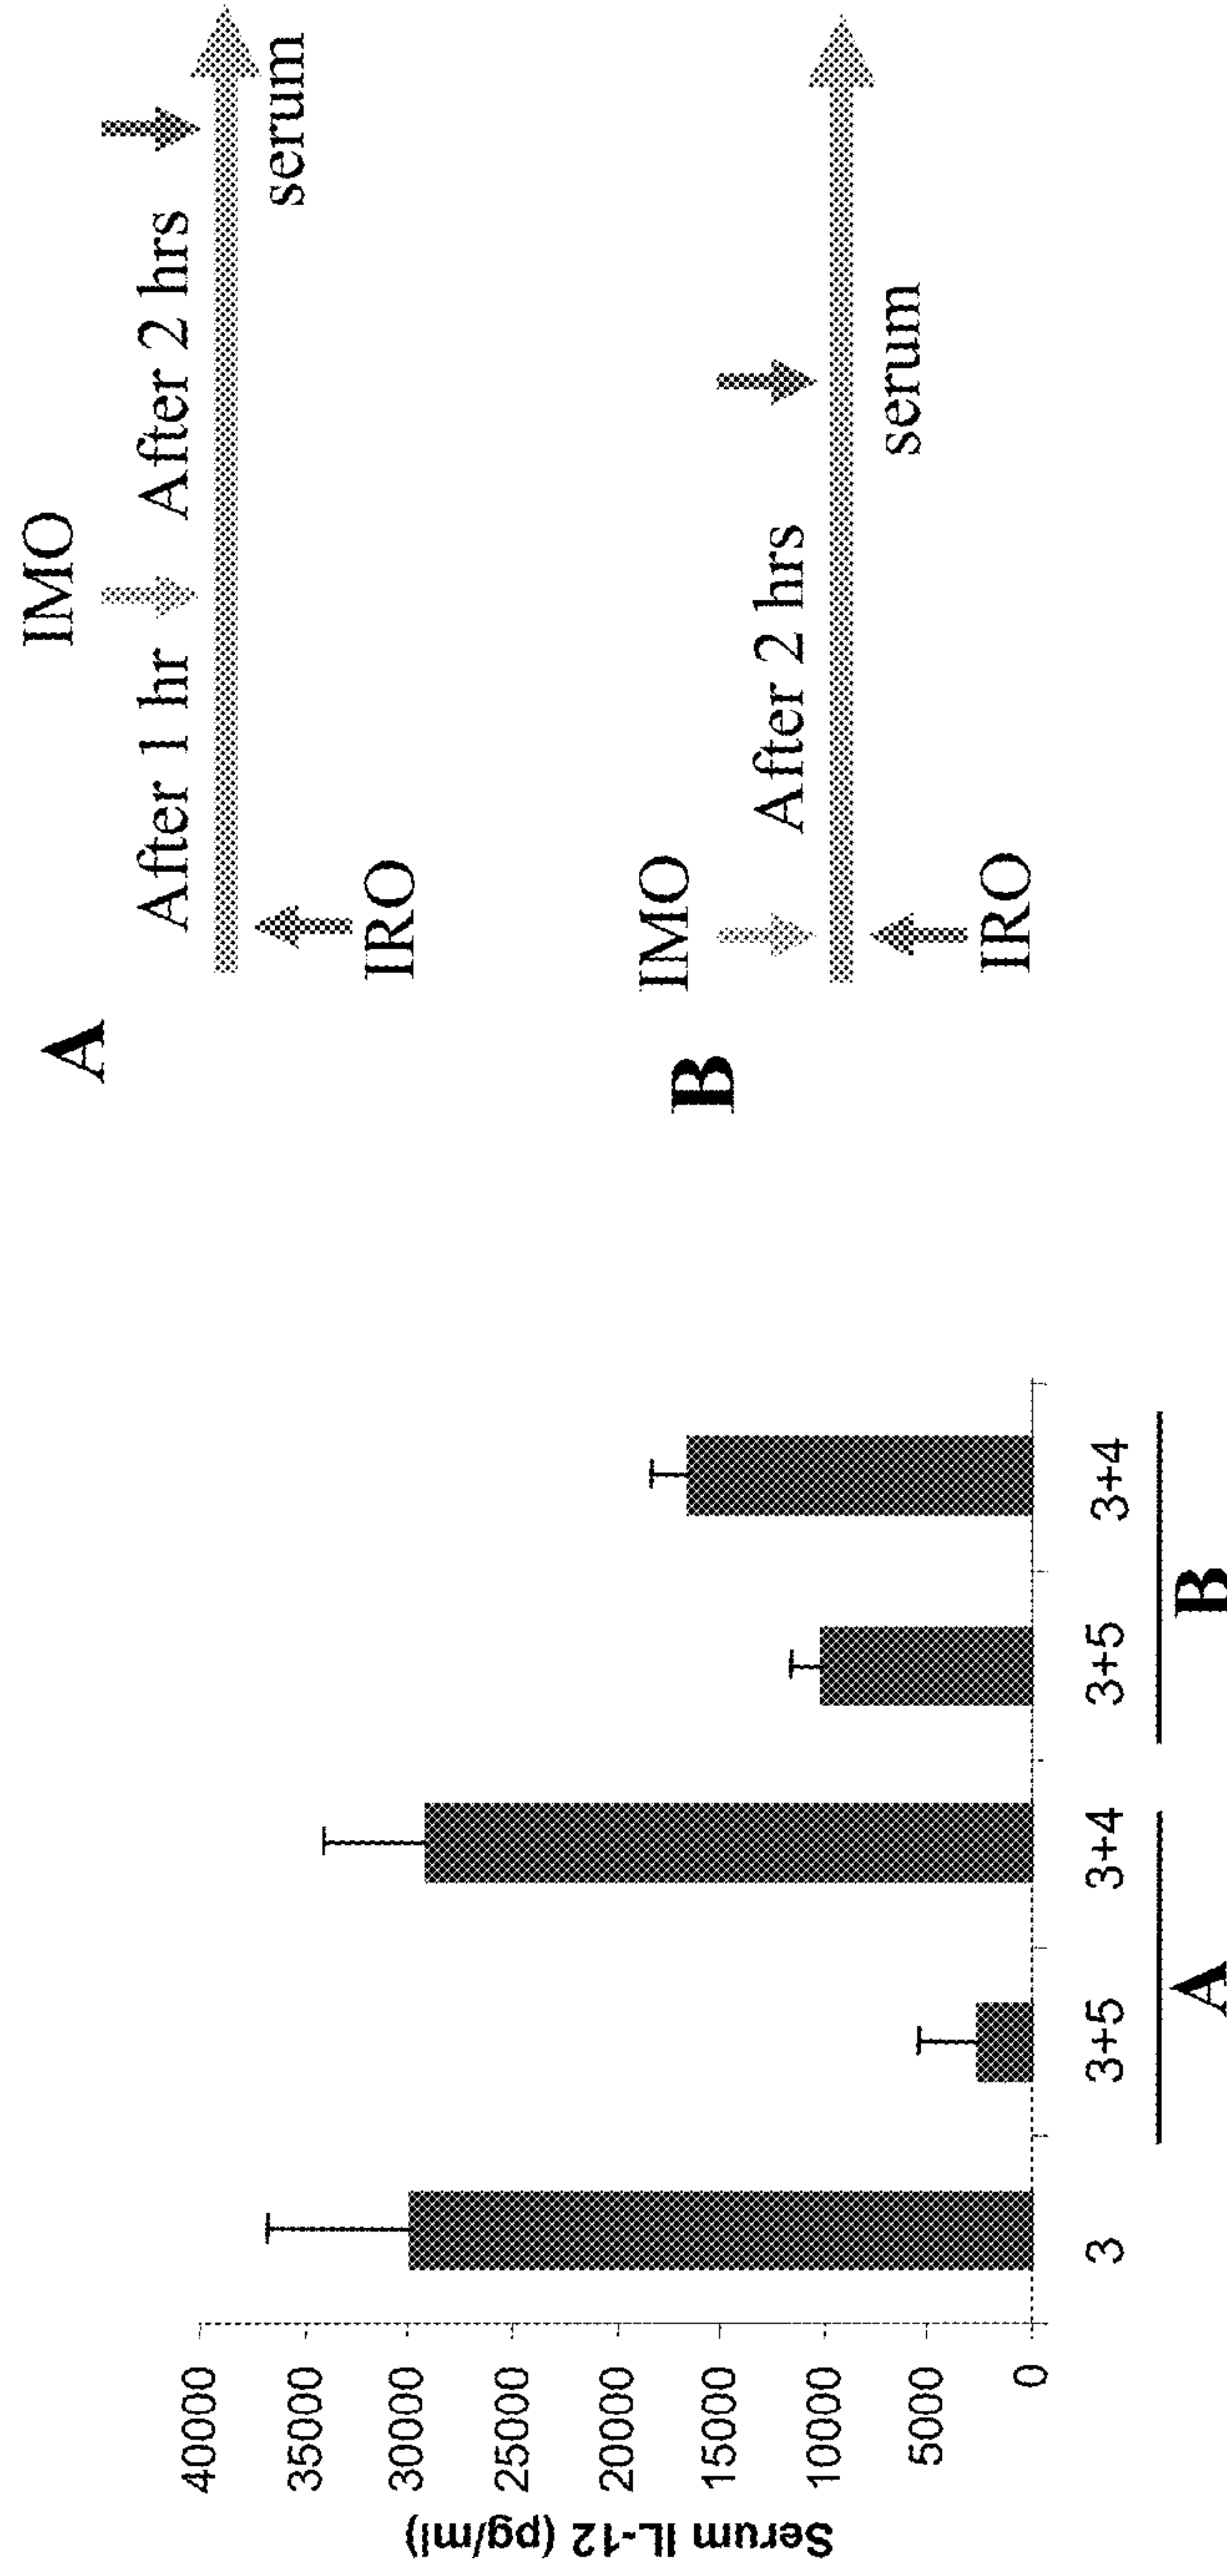 Serum IL-12 (pg/ml)
40000
35000
30000
25000
20000
15000
10000
5000
0
3
3+5
3+4
3+5
3+4
A
B
A
IMO
After 1 hr
After 2 hrs
IRO
serum
B
IMO
After 2 hrs
IRO
serum